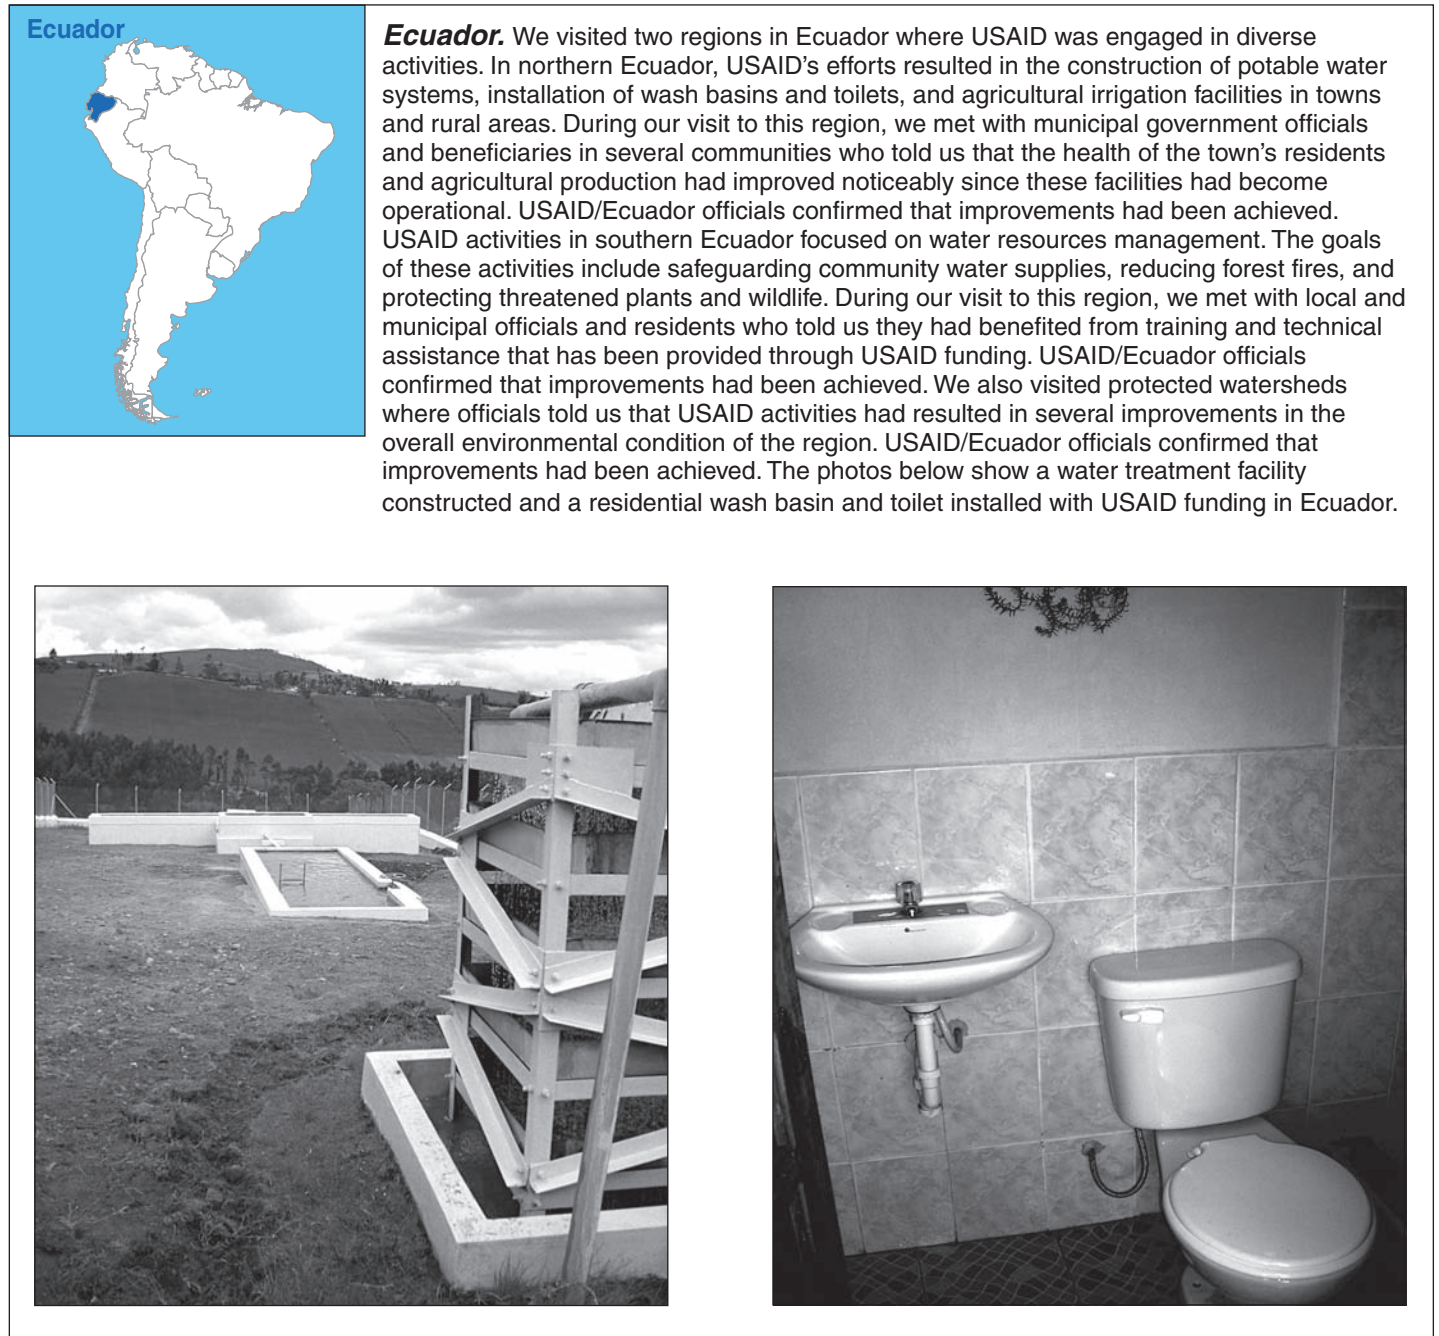 Ecuador
Ecuador. We visited two regions in Ecuador where USAID was engaged in diverse
activities. In northern Ecuador, USAID's efforts resulted in the construction of potable water
systems, installation of wash basins and toilets, and agricultural irrigation facilities in towns
and rural areas. During our visit to this region, we met with municipal government officials
and beneficiaries in several communities who told us that the health of the town's residents
and agricultural production had improved noticeably since these facilities had become
operational. USAID/Ecuador officials confirmed that improvements had been achieved.
USAID activities in southern Ecuador focused on water resources management. The goals
of these activities include safeguarding community water supplies, reducing forest fires, and
protecting threatened plants and wildlife. During our visit to this region, we met with local and
municipal officials and residents who told us they had benefited from training and technical
assistance that has been provided through USAID funding. USAID/Ecuador officials
confirmed that improvements had been achieved. We also visited protected watersheds
where officials told us that USAID activities had resulted in several improvements in the
overall environmental condition of the region. USAID/Ecuador officials confirmed that
improvements had been achieved. The photos below show a water treatment facility
constructed and a residential wash basin and toilet installed with USAID funding in Ecuador.